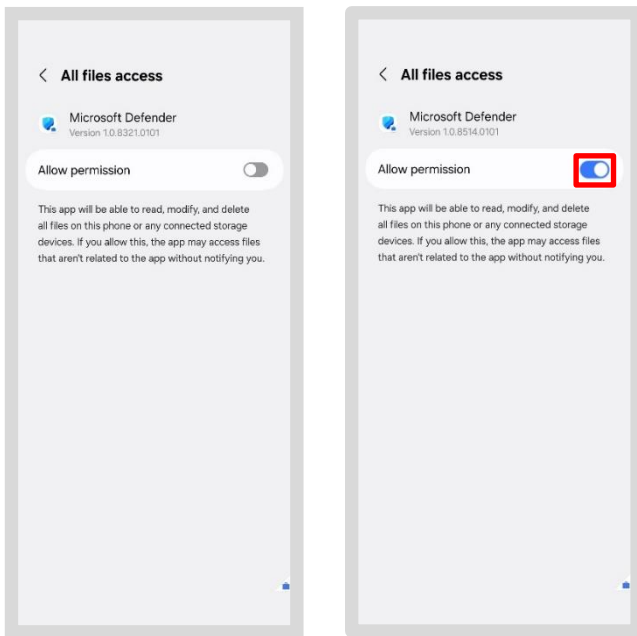 All files access
Microsoft Defender
Version 1.0.8321.0101
Allow permission
This app will be able to read, modify, and delete
all files on this phone or any connected storage
devices. If you allow this, the app may access files
that aren't related to the app without notifying you.
All files access
Microsoft Defender
Version 1.0.8514.0101
Allow permission
This app will be able to read, modify, and delete
all files on this phone or any connected storage
devices. If you allow this, the app may access files
that aren't related to the app without notifying you.